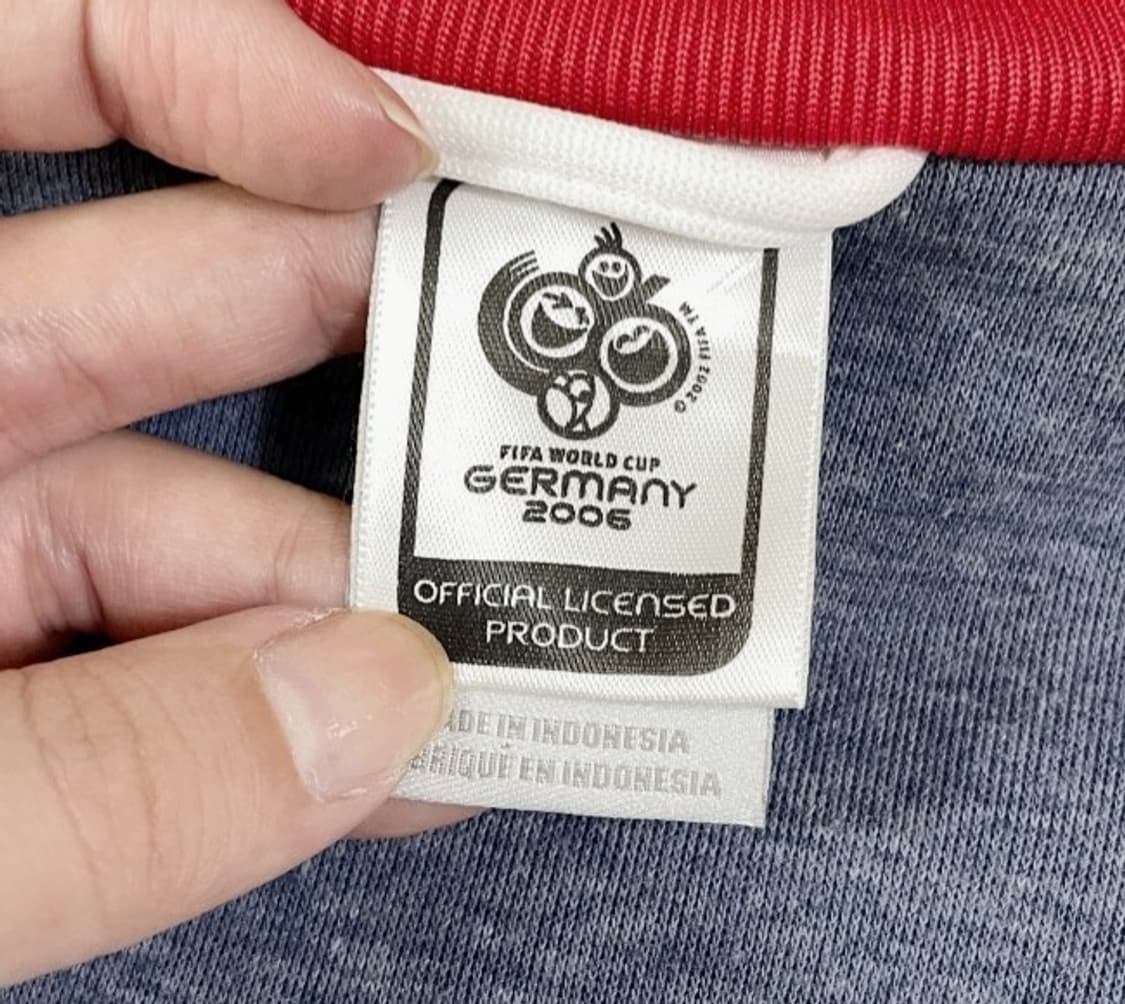 © 2002 FIFA TM
FIFA WORLD CUP
GERMANY
2006
OFFICIAL LICENSED
PRODUCT
IN INDONESIA
EN INDONESIA